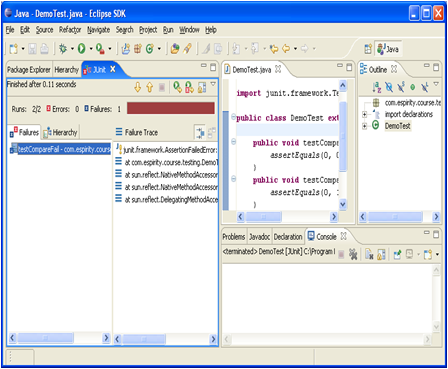 Java - DemoTest.java - Eclipse SDK
File Edit Source Refactor Navigate Search Project Run Window Help
Java
Package Explorer Hierarchy JUnit
Finished after 0.11 seconds
Runs: 2/2 Errors: 0 Failures: 1
Failures Hierarchy
testCompareFail - com.espirity.cours
Failure Trace
junit.framework.AssertionFailedError:
at com.espirity.course.testing.DemoT
at sun.reflect.NativeMethodAccessor
at sun.reflect.NativeMethodAccessor
at sun.reflect.DelegatingMethodAcce
DemoTest.java
import junit.framework.Te
public class DemoTest ext
public void testCompa
assertEquals(0, 0
}
public void testCompa
assertEquals(0, 1
}
Outline
com.espirity.course.te
import declarations
DemoTest
Problems Javadoc Declaration Console
<terminated> DemoTest [JUnit] C:\Program